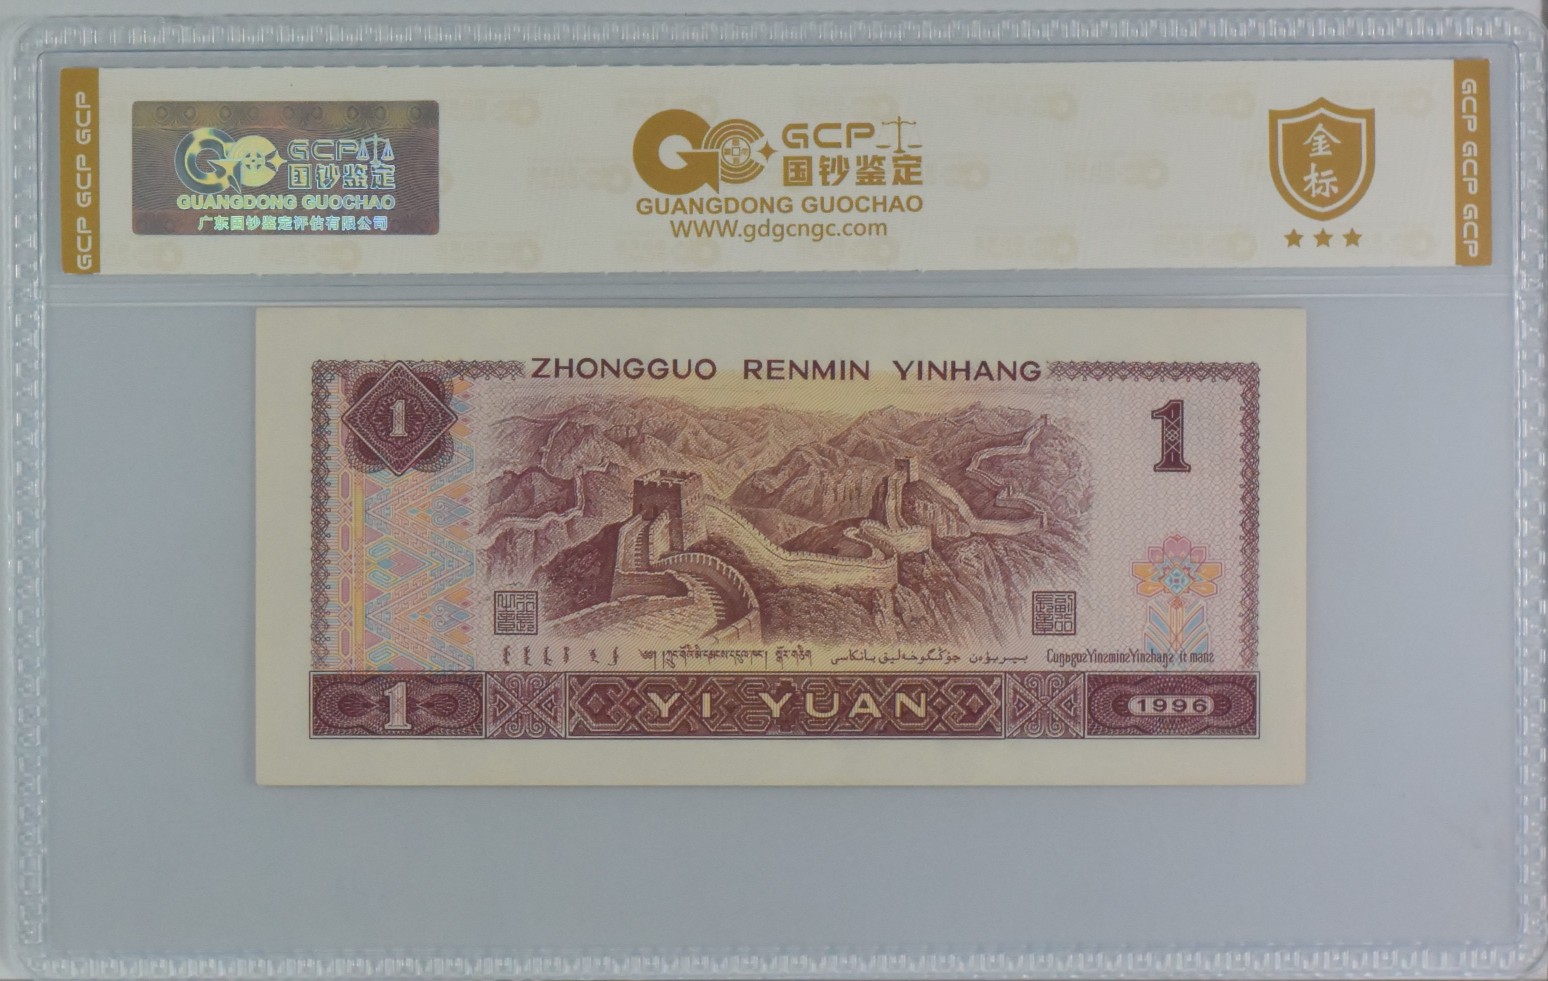 GCP GCP GCP
GCP
国钞鉴定
GUANGDONG GUOCHAO
广东国钞鉴定评估有限公司
GCP
国钞鉴定
GUANGDONG GUOCHAO
WWW.gdgcngc.com
金
标
GCP GCP GCP
ZHONGGUO RENMIN YINHANG
1
1
1
YI YUAN
1996